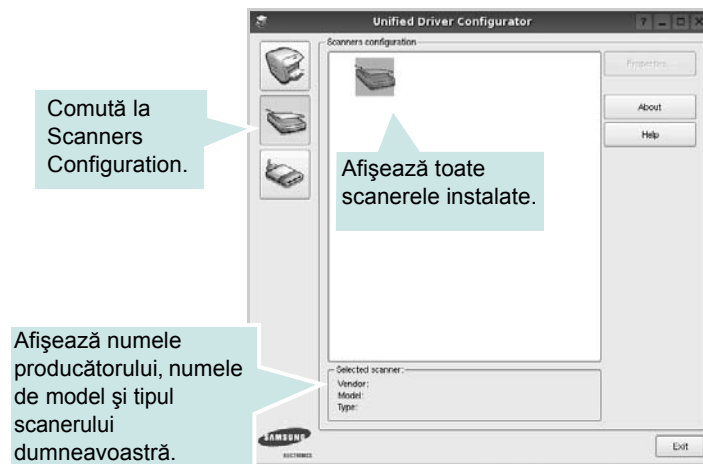 Unified Driver Configurator
Scanners configuration
Properties...
About
Help
Comută la
Scanners
Configuration.
Afişează toate
scanerele instalate.
Afişează numele
producătorului, numele
de model şi tipul
scanerului
dumneavoastră.
Selected scanner:
Vendor:
Model:
Type:
SAMSUNG
ELECTRONICS
Exit